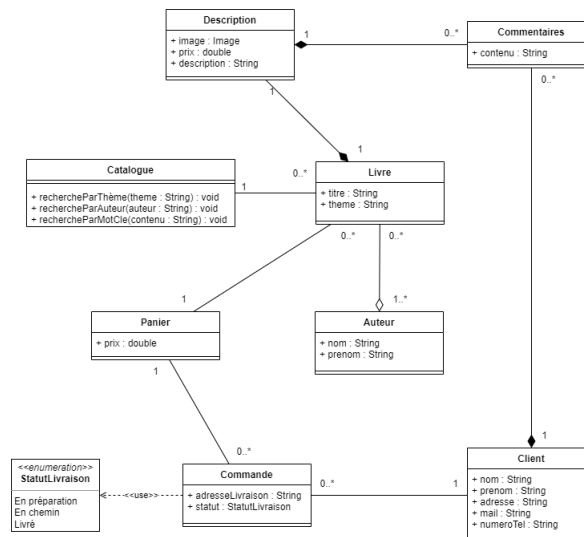 Description
+ image : Image
+ prix : double
+ description : String
1
0..*
Commentaires
+ contenu : String
0..*
1
1
Catalogue
+ rechercheParThème(theme : String) : void
+ rechercheParAuteur(auteur : String) : void
+ rechercheParMotCle(contenu : String) : void
1
0..*
Livre
+ titre : String
+ theme : String
0..*
0..*
1
1..*
Panier
+ prix : double
1
Auteur
+ nom : String
+ prenom : String
0..*
1
<<enumeration>>
StatutLivraison
En préparation
En chemin
Livré
<<use>>
Commande
+ adresseLivraison : String
+ statut : StatutLivraison
0..*
1
Client
+ nom : String
+ prenom : String
+ adresse : String
+ mail : String
+ numeroTel : String